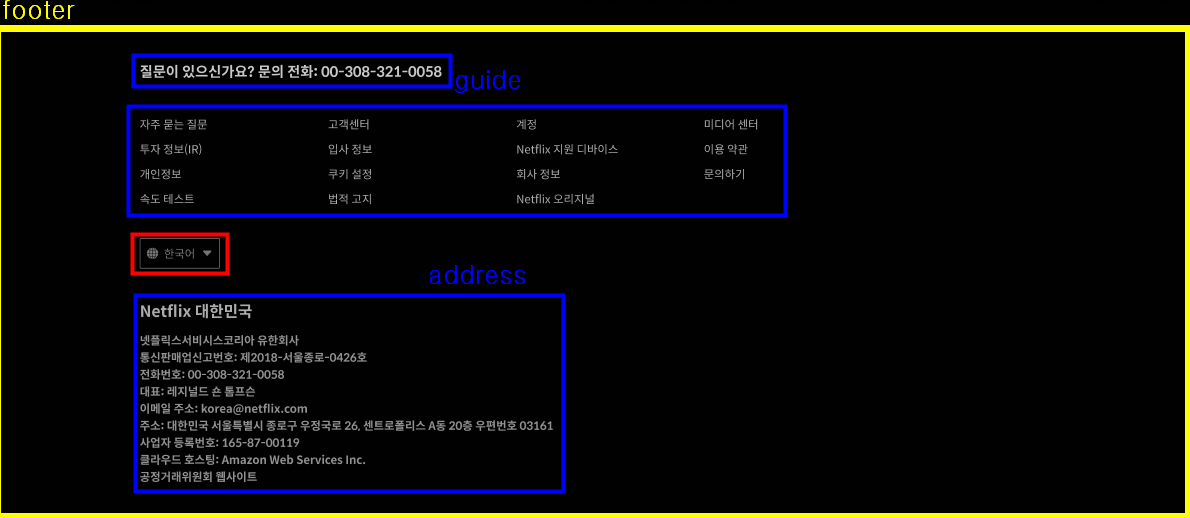 footer
질문이 있으신가요? 문의 전화: 00-308-321-0058
guide
자주 묻는 질문 고객센터 계정 미디어 센터
투자 정보(IR) 입사 정보 Netflix 지원 디바이스 이용 약관
개인정보 쿠키 설정 회사 정보 문의하기
속도 테스트 법적 고지 Netflix 오리지널
한국어
address
Netflix 대한민국
넷플릭스서비시스코리아 유한회사
통신판매업신고번호: 제2018-서울종로-0426호
전화번호: 00-308-321-0058
대표: 레지널드 숀 톰프슨
이메일 주소: korea@netflix.com
주소: 대한민국 서울특별시 종로구 우정국로 26, 센트로폴리스 A동 20층 우편번호 03161
사업자 등록번호: 165-87-00119
클라우드 호스팅: Amazon Web Services Inc.
공정거래위원회 웹사이트